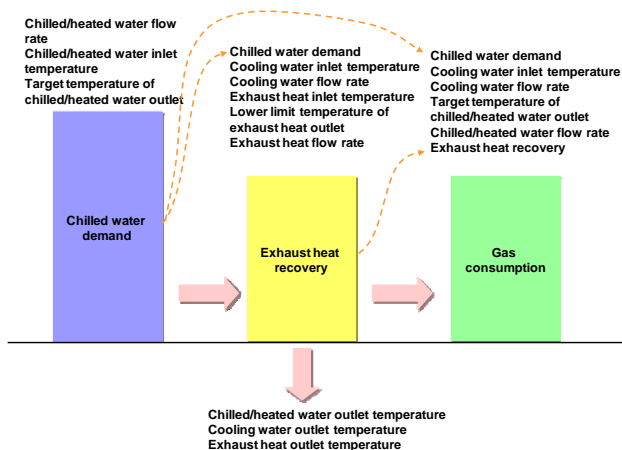 Chilled/heated water flow
rate
Chilled/heated water inlet
temperature
Target temperature of
chilled/heated water outlet
Chilled water demand
Cooling water inlet temperature
Cooling water flow rate
Exhaust heat inlet temperature
Lower limit temperature of
exhaust heat outlet
Exhaust heat flow rate
Chilled water demand
Cooling water inlet temperature
Cooling water flow rate
Target temperature of
chilled/heated water outlet
Chilled/heated water flow rate
Exhaust heat recovery
Chilled water
demand
Exhaust heat
recovery
Gas
consumption
Chilled/heated water outlet temperature
Cooling water outlet temperature
Exhaust heat outlet temperature